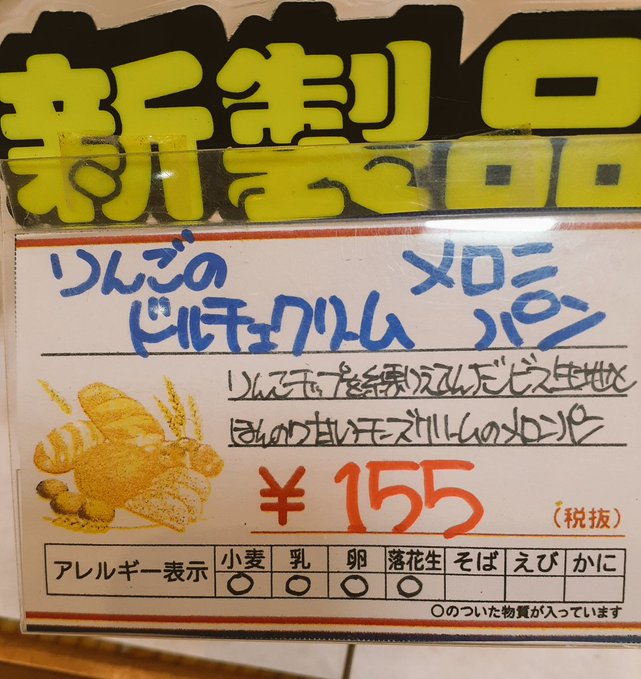 新製品
りんごの
ドルチェクリーム
メロンパン
りんごチップを練りこんだビス生地と
ほんのり甘いチーズクリームのメロンパン
¥155 (税抜)
アレルギー表示 小麦 乳 卵 落花生 そば えび かに
○ ○ ○ ○
○のついた物質が入っています